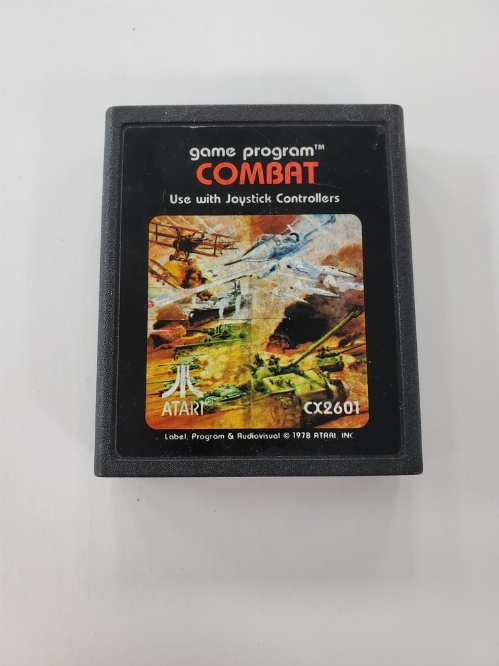 game program™
COMBAT
Use with Joystick Controllers
ATARI®
CX2601
Label, Program & Audiovisual © 1978 ATARI, INC.